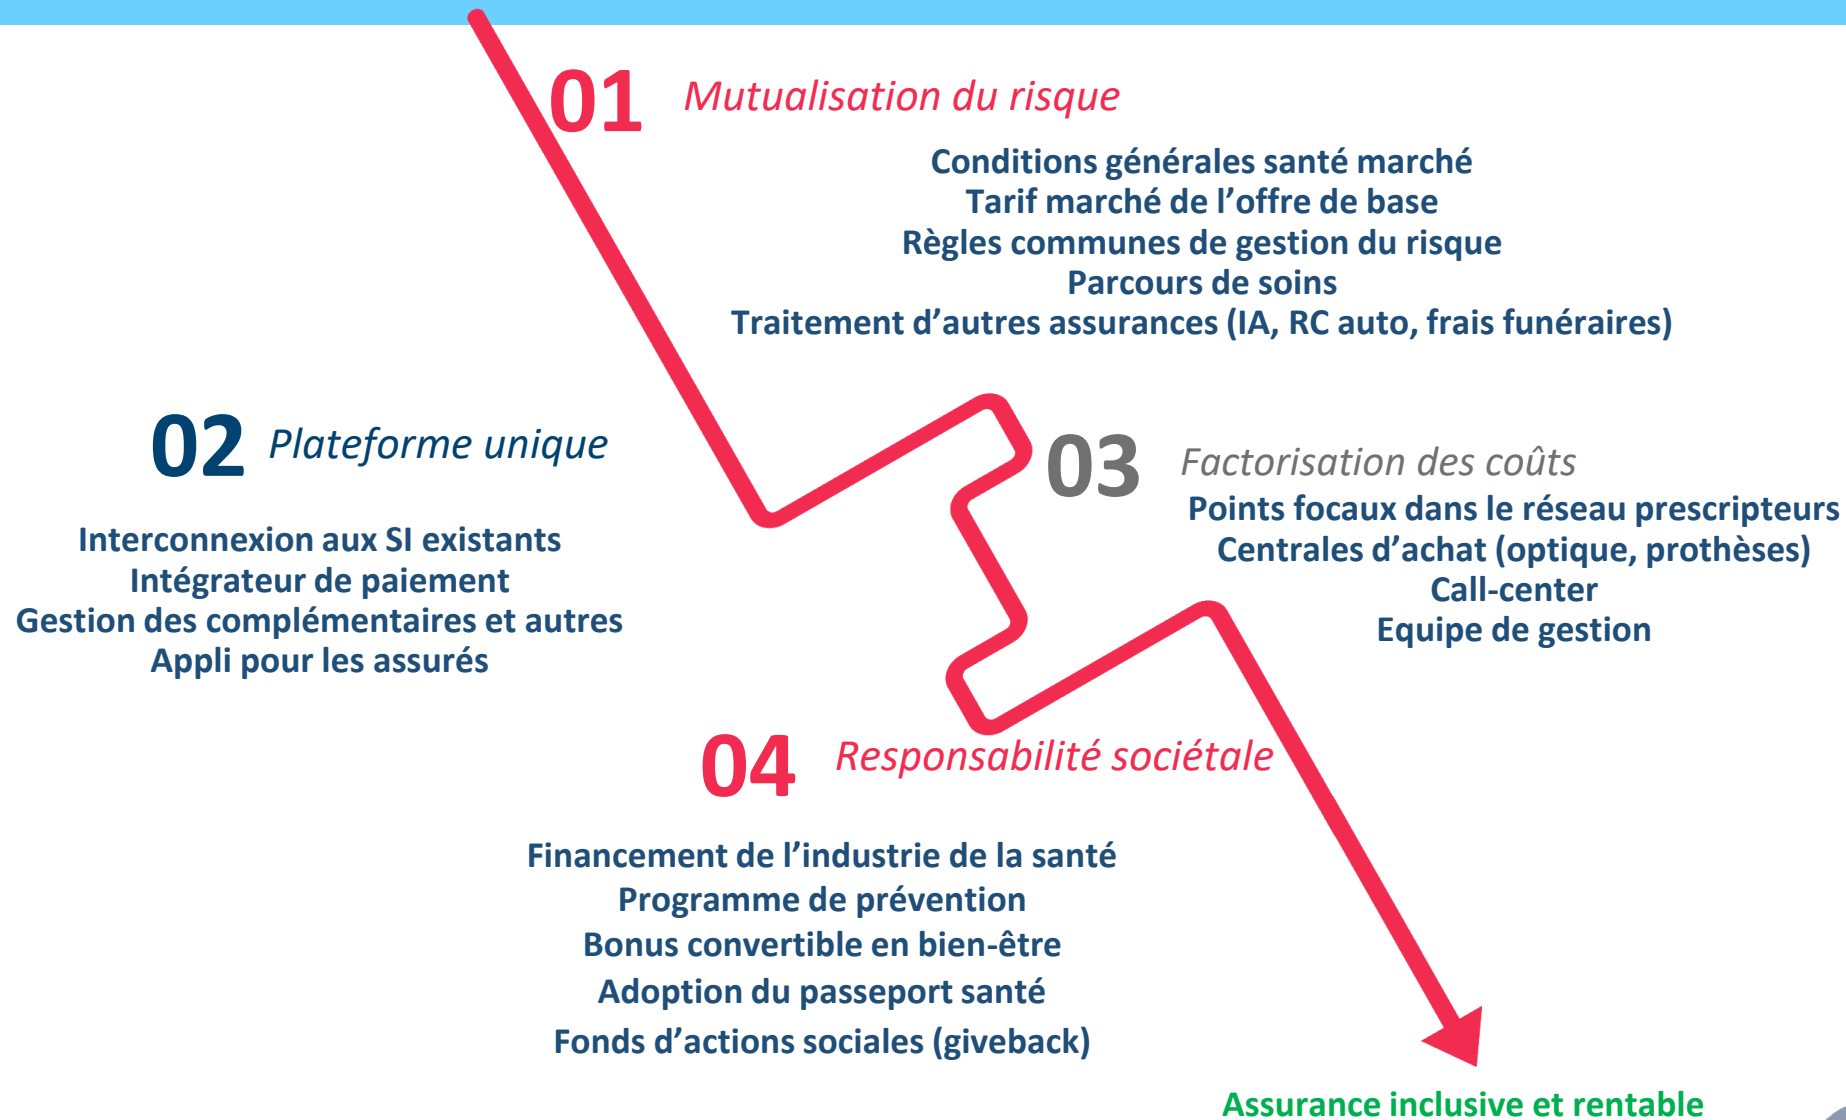 01 Mutualisation du risque
Conditions générales santé marché
Tarif marché de l’offre de base
Règles communes de gestion du risque
Parcours de soins
Traitement d’autres assurances (IA, RC auto, frais funéraires)
02 Plateforme unique
Interconnexion aux SI existants
Intégrateur de paiement
Gestion des complémentaires et autres
Appli pour les assurés
03 Factorisation des coûts
Points focaux dans le réseau prescripteurs
Centrales d’achat (optique, prothèses)
Call-center
Equipe de gestion
04 Responsabilité sociétale
Financement de l’industrie de la santé
Programme de prévention
Bonus convertible en bien-être
Adoption du passeport santé
Fonds d’actions sociales (giveback)
Assurance inclusive et rentable